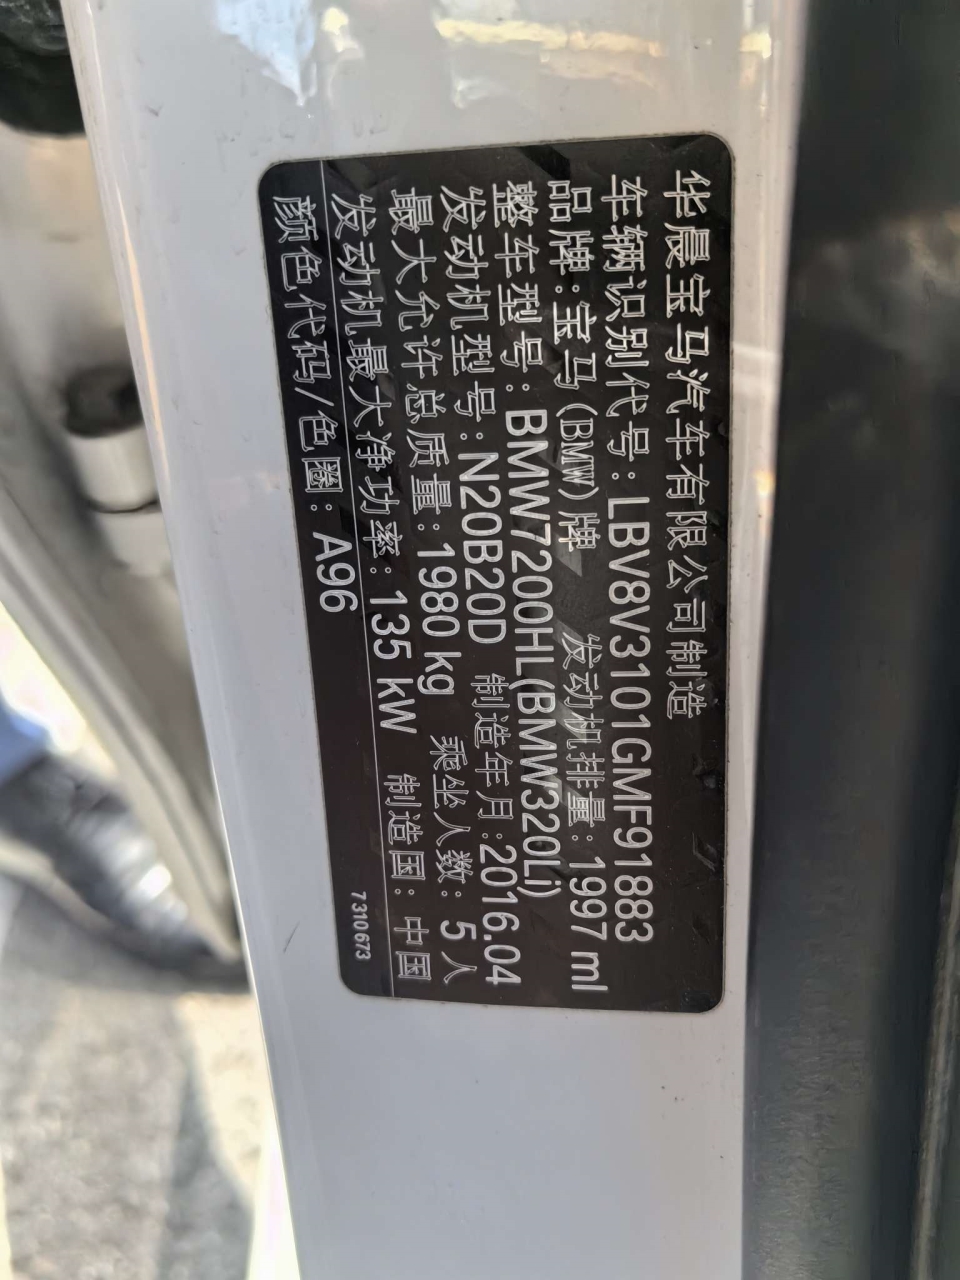 华晨宝马汽车有限公司制造
车辆识别代号: LBV8V3101GMF91883
品牌: 宝马(BMW)牌 发动机排量: 1997 ml
整车型号: BMW7200HL(BMW320Li)
发动机型号: N20B20D 制造年月: 2016.04
最大允许总质量: 1980 kg 乘坐人数: 5 人
发动机最大净功率: 135 kW 制造国: 中国
颜色代码/色圈: A96 7310673